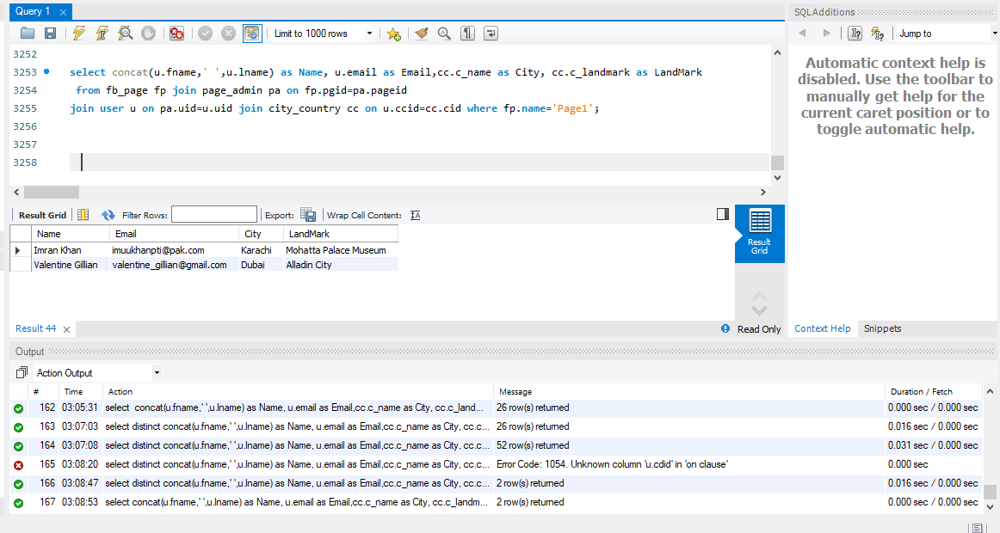 Query 1
SQLAdditions
Limit to 1000 rows
Jump to
3252
3253 select concat(u.fname,' ',u.lname) as Name, u.email as Email,cc.c_name as City, cc.c_landmark as LandMark
3254 from fb_page fp join page_admin pa on fp.pgid=pa.pageid
3255 join user u on pa.uid=u.uid join city_country cc on u.ccid=cc.cid where fp.name='Page1';
3256
3257
3258
Automatic context help is
disabled. Use the toolbar to
manually get help for the
current caret position or to
toggle automatic help.
Result Grid Filter Rows: Export: Wrap Cell Content:
Name Email City LandMark
Imran Khan imuukhanpti@pak.com Karachi Mohatta Palace Museum
Valentine Gillian valentine_gillian@gmail.com Dubai Alladin City
Result
Grid
Result 44
Read Only
Context Help Snippets
Output
Action Output
# Time Action Message Duration / Fetch
162 03:05:31 select concat(u.fname,' ',u.lname) as Name, u.email as Email,cc.c_name as City, cc.c_land... 26 row(s) returned 0.000 sec / 0.000 sec
163 03:07:03 select distinct concat(u.fname,' ',u.lname) as Name, u.email as Email,cc.c_name as City, cc.c... 26 row(s) returned 0.016 sec / 0.000 sec
164 03:07:08 select distinct concat(u.fname,' ',u.lname) as Name, u.email as Email,cc.c_name as City, cc.c... 52 row(s) returned 0.031 sec / 0.000 sec
165 03:08:20 select distinct concat(u.fname,' ',u.lname) as Name, u.email as Email,cc.c_name as City, cc.c... Error Code: 1054. Unknown column 'u.cdid' in 'on clause' 0.000 sec
166 03:08:47 select distinct concat(u.fname,' ',u.lname) as Name, u.email as Email,cc.c_name as City, cc.c... 2 row(s) returned 0.016 sec / 0.000 sec
167 03:08:53 select concat(u.fname,' ',u.lname) as Name, u.email as Email,cc.c_name as City, cc.c_landm... 2 row(s) returned 0.000 sec / 0.000 sec